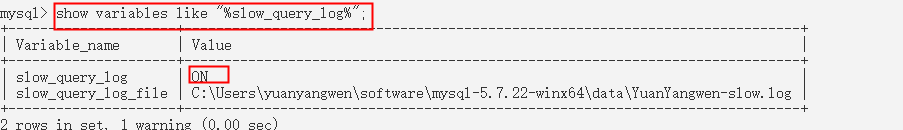 mysql> show variables like "%slow_query_log%";
+---------------------+------------------------------------------------------------------------------+
| Variable_name | Value |
+---------------------+------------------------------------------------------------------------------+
| slow_query_log | ON |
| slow_query_log_file | C:\Users\yuanyangwen\software\mysql-5.7.22-winx64\data\YuanYangwen-slow.log |
+---------------------+------------------------------------------------------------------------------+
2 rows in set, 1 warning (0.00 sec)